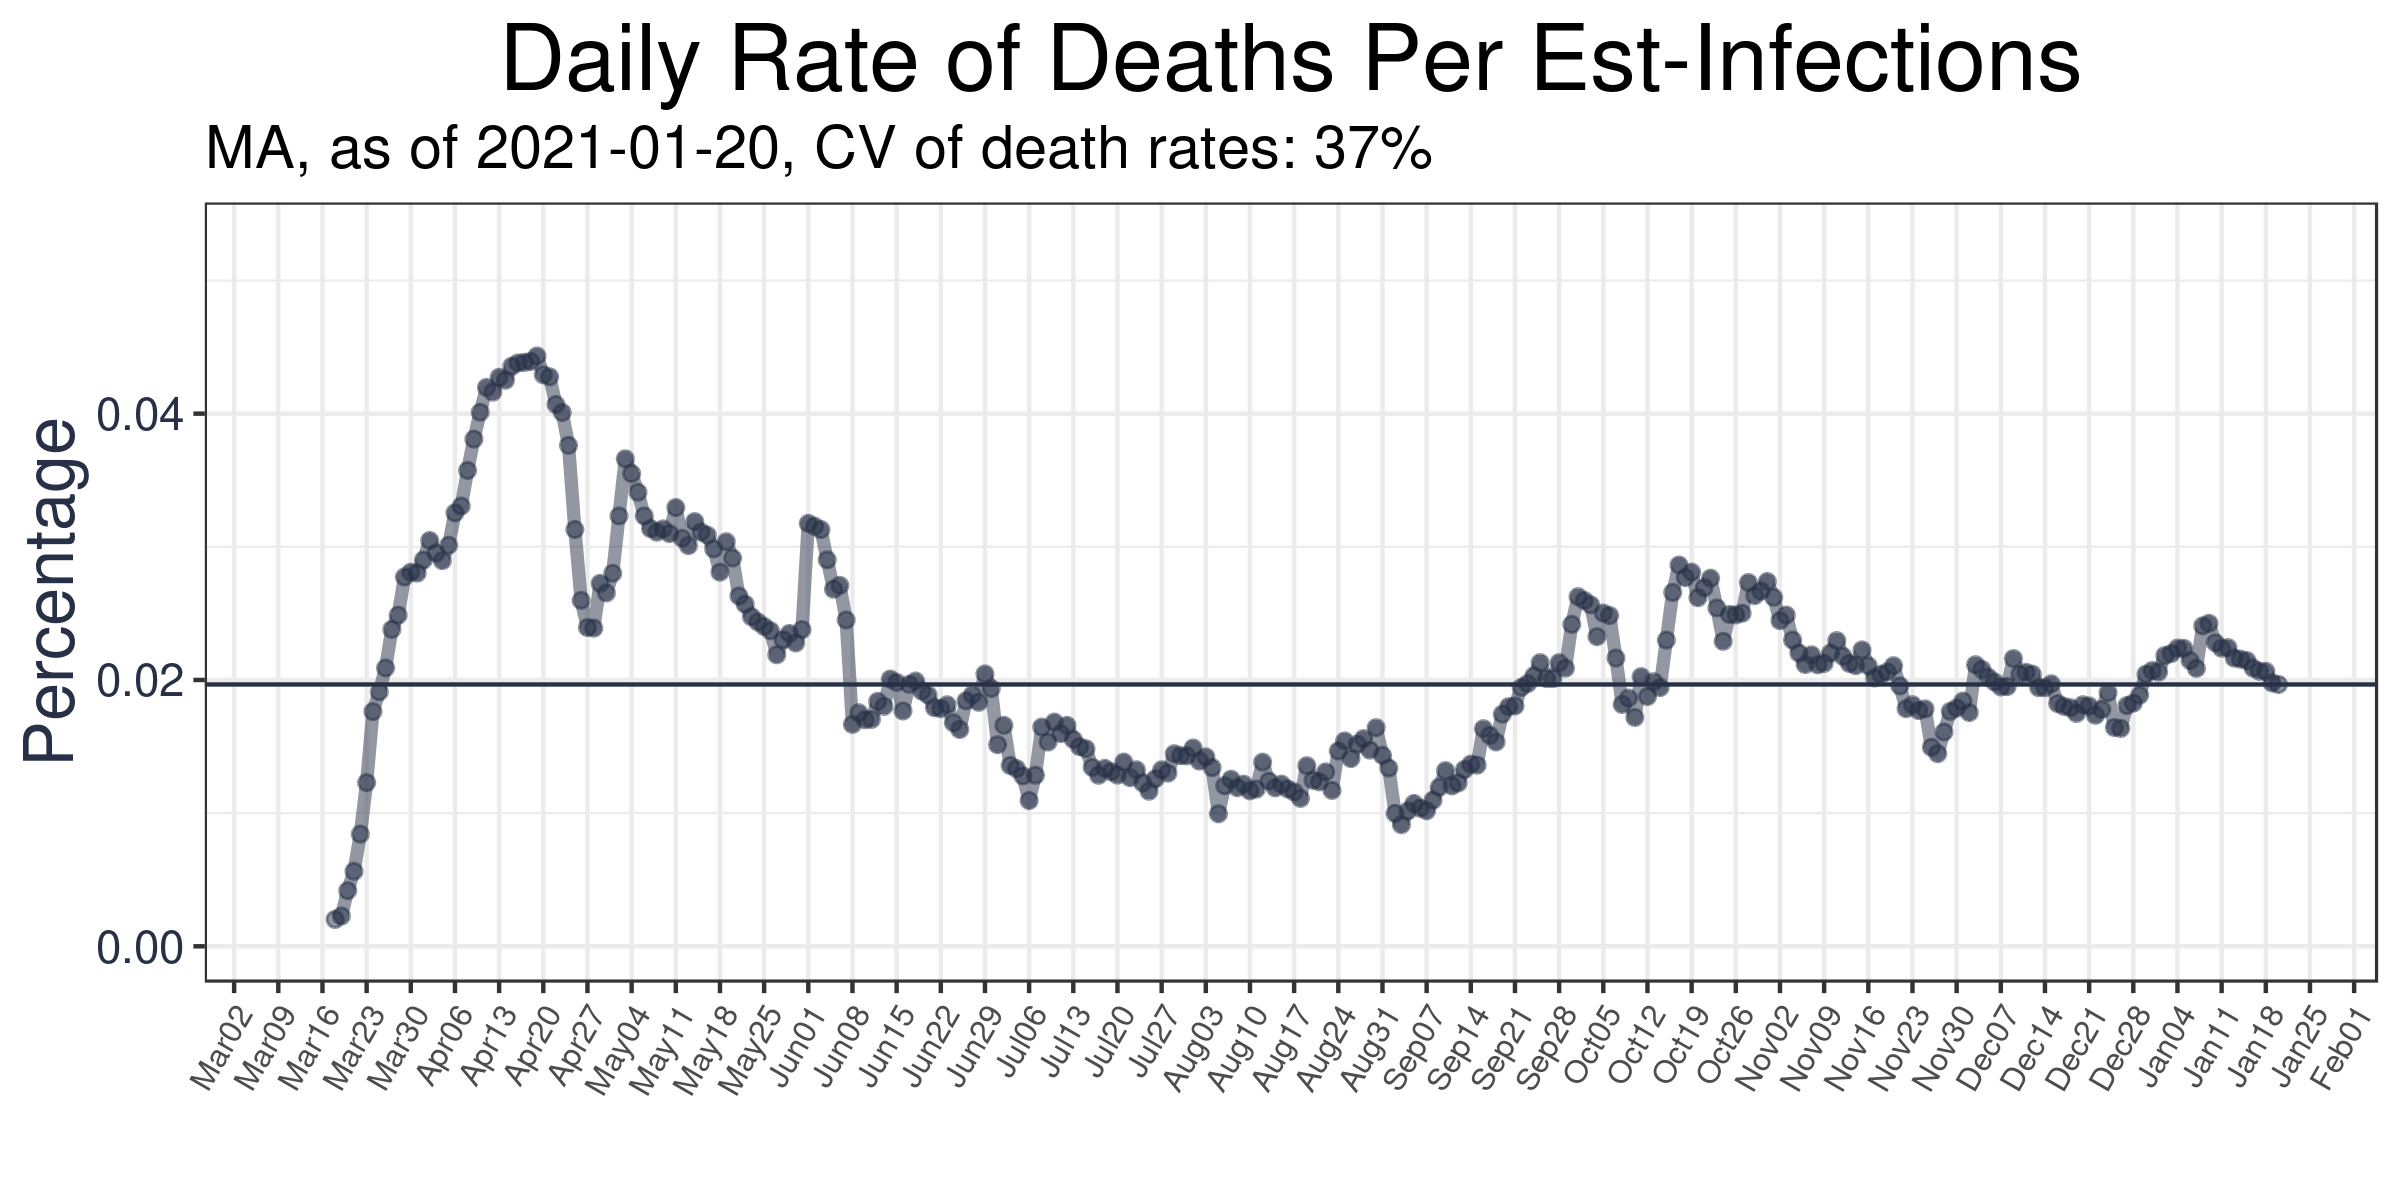 Daily Rate of Deaths Per Est-Infections
MA, as of 2021-01-20, CV of death rates: 37%
Percentage
0.04
0.02
0.00
Mar02
Mar09
Mar16
Mar23
Mar30
Apr06
Apr13
Apr20
Apr27
May04
May11
May18
May25
Jun01
Jun08
Jun15
Jun22
Jun29
Jul06
Jul13
Jul20
Jul27
Aug03
Aug10
Aug17
Aug24
Aug31
Sep07
Sep14
Sep21
Sep28
Oct05
Oct12
Oct19
Oct26
Nov02
Nov09
Nov16
Nov23
Nov30
Dec07
Dec14
Dec21
Dec28
Jan04
Jan11
Jan18
Jan25
Feb01